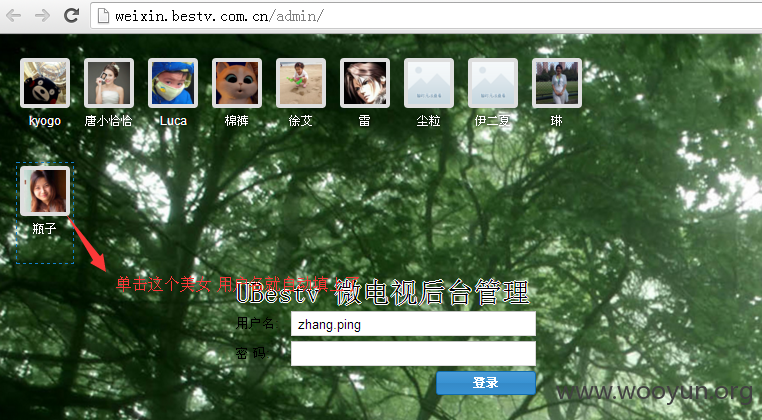 weixin.bestv.com.cn/admin/
kyogo 唐小恰恰 Luca 棉裤 徐艾 雷 尘粒 伊二夏 琳
瓶子
单击这个美女 用户名就自动填上
UBestv 微电视后台管理
用户名: zhang.ping
密 码:
登录
www.wooyun.org